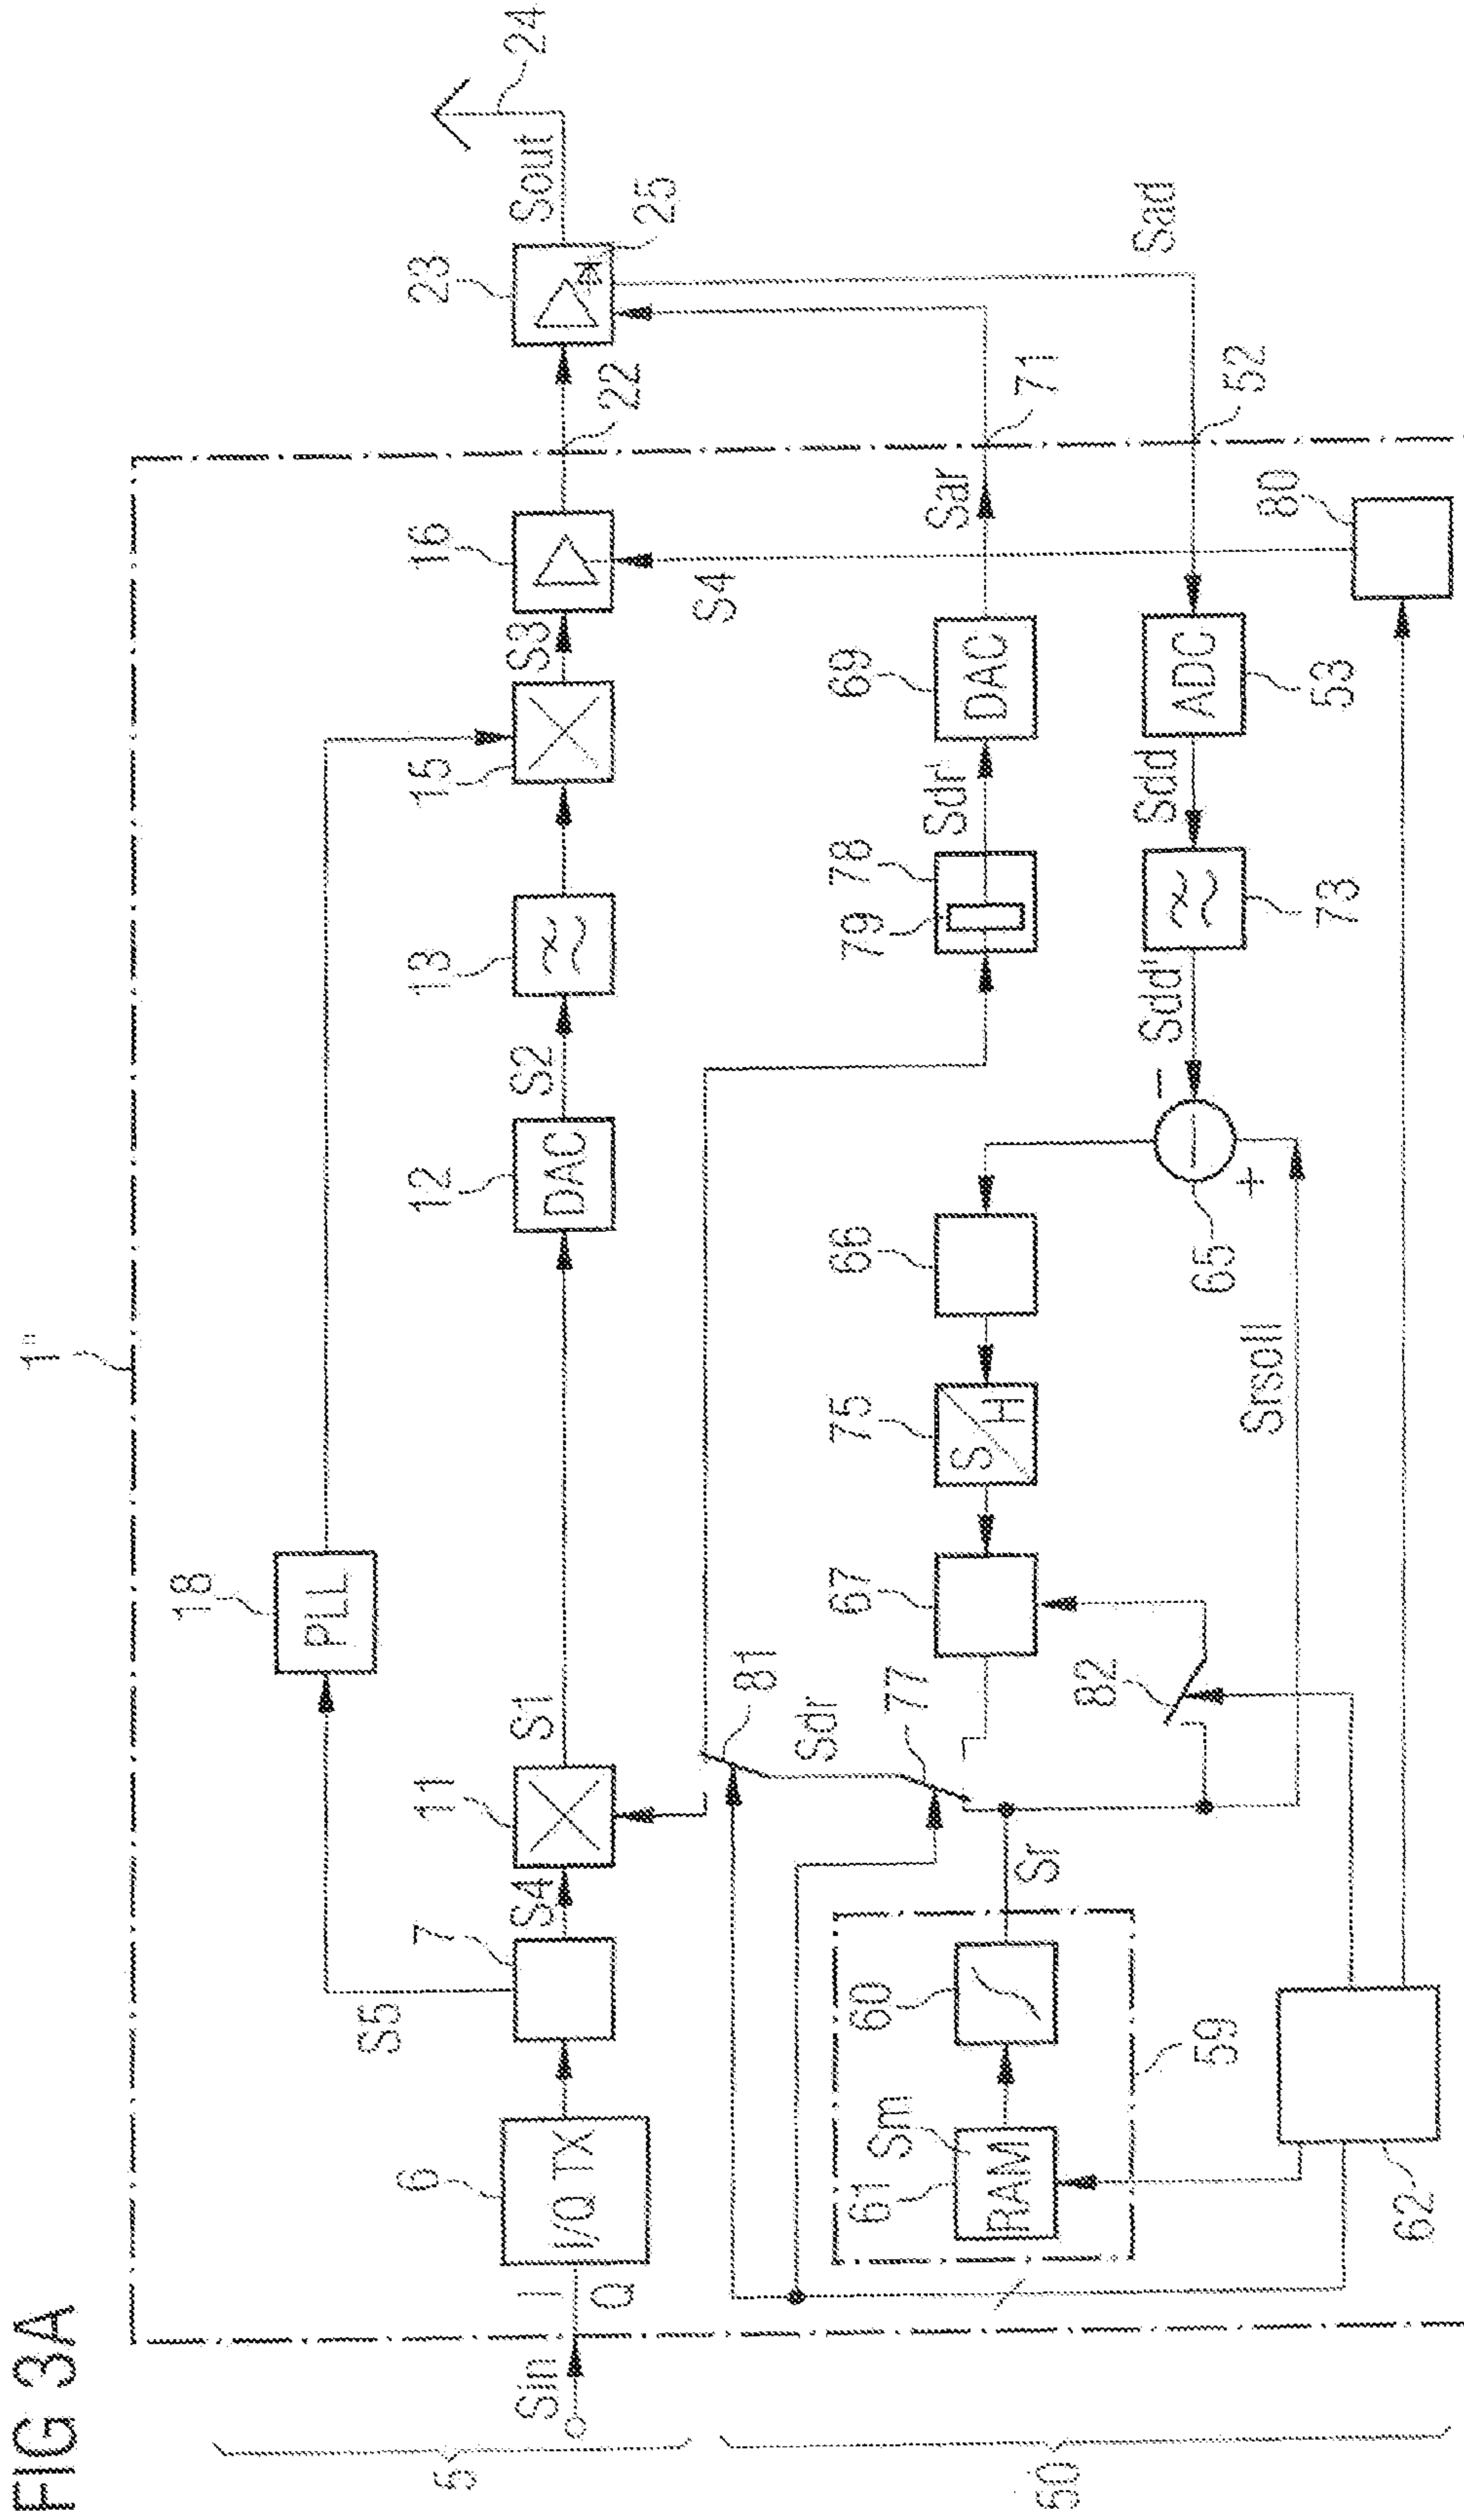 FIG 3A
1"
18
PLL
S5
5
Sin
I
Q
6
I/Q TX
7
S4
11
S1
12
DAC
S2
13
15
S3
16
22
23
25
Sout
24
81
Sdr
77
79
78
Sdr'
69
DAC
Sar
71
S4
67
75
S
H
66
82
Sr
60
61
Sm
RAM
59
65
+
−
Sdd'
73
Sdd
ADC
53
52
Sad
Srsoll
62
80
50